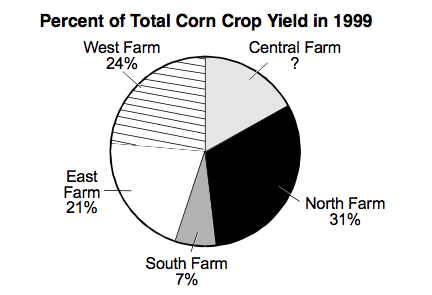 Percent of Total Corn Crop Yield in 1999
West Farm
24%
Central Farm
?
East
Farm
21%
North Farm
31%
South Farm
7%